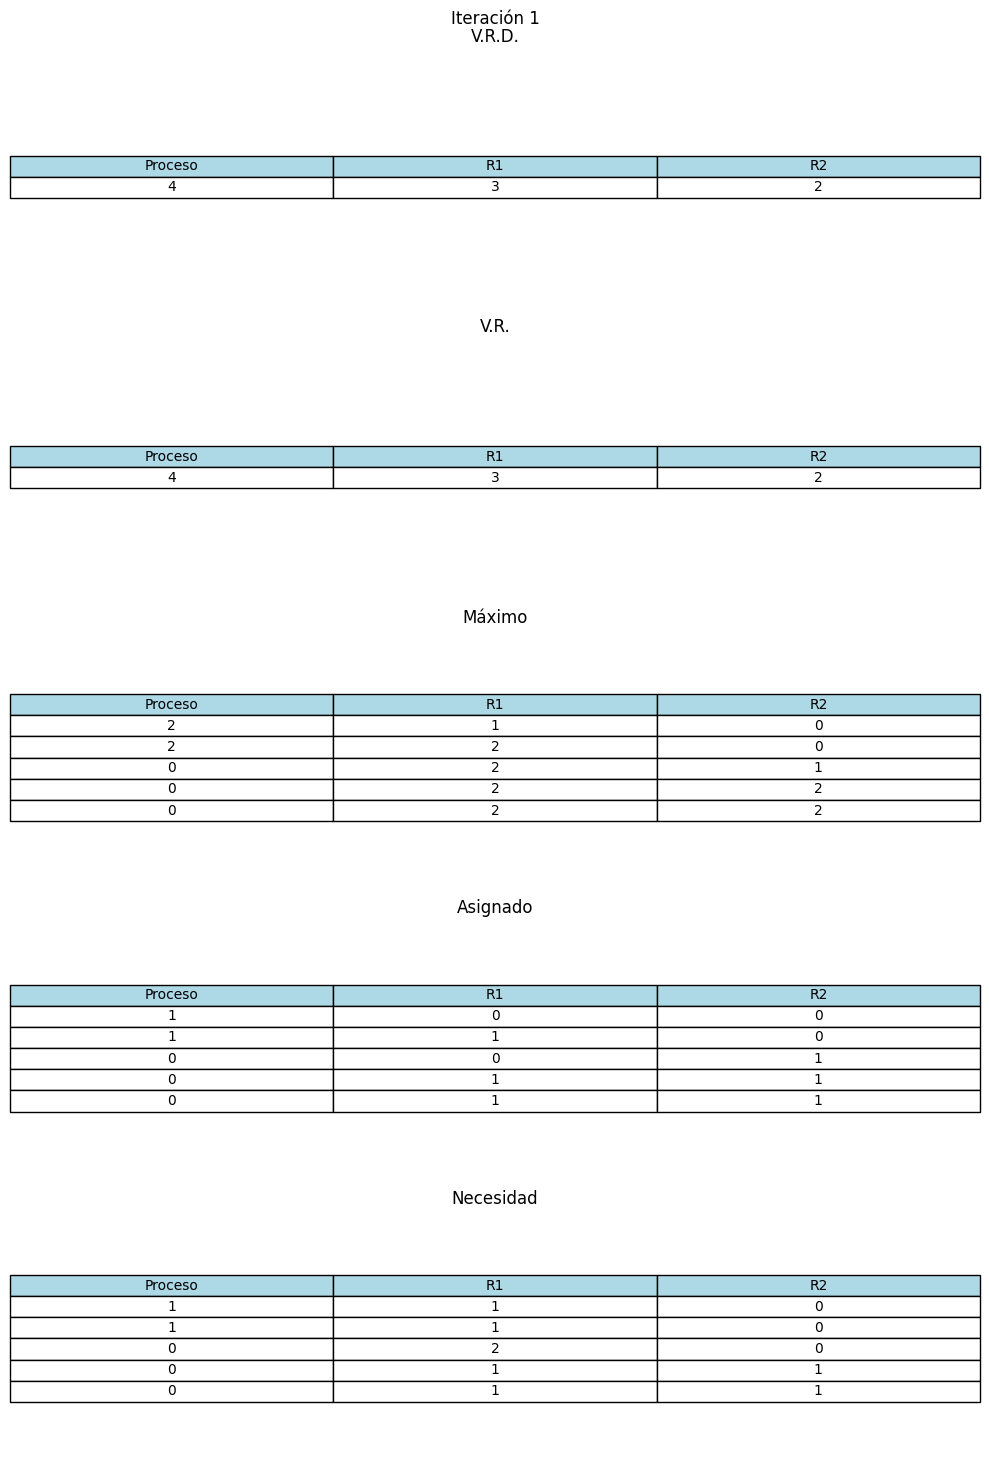 Iteración 1
V.R.D.
Proceso R1 R2
4 3 2
V.R.
Proceso R1 R2
4 3 2
Máximo
Proceso R1 R2
2 1 0
2 2 0
0 2 1
0 2 2
0 2 2
Asignado
Proceso R1 R2
1 0 0
1 1 0
0 0 1
0 1 1
0 1 1
Necesidad
Proceso R1 R2
1 1 0
1 1 0
0 2 0
0 1 1
0 1 1